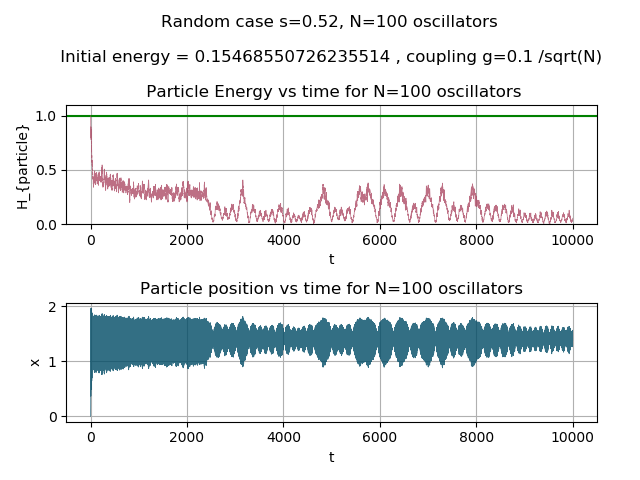 Random case s=0.52, N=100 oscillators
Initial energy = 0.15468550726235514 , coupling g=0.1 /sqrt(N)
Particle Energy vs time for N=100 oscillators
H_{particle}
1.0
0.5
0.0
0 2000 4000 6000 8000 10000
t
Particle position vs time for N=100 oscillators
x
2
1
0
0 2000 4000 6000 8000 10000
t